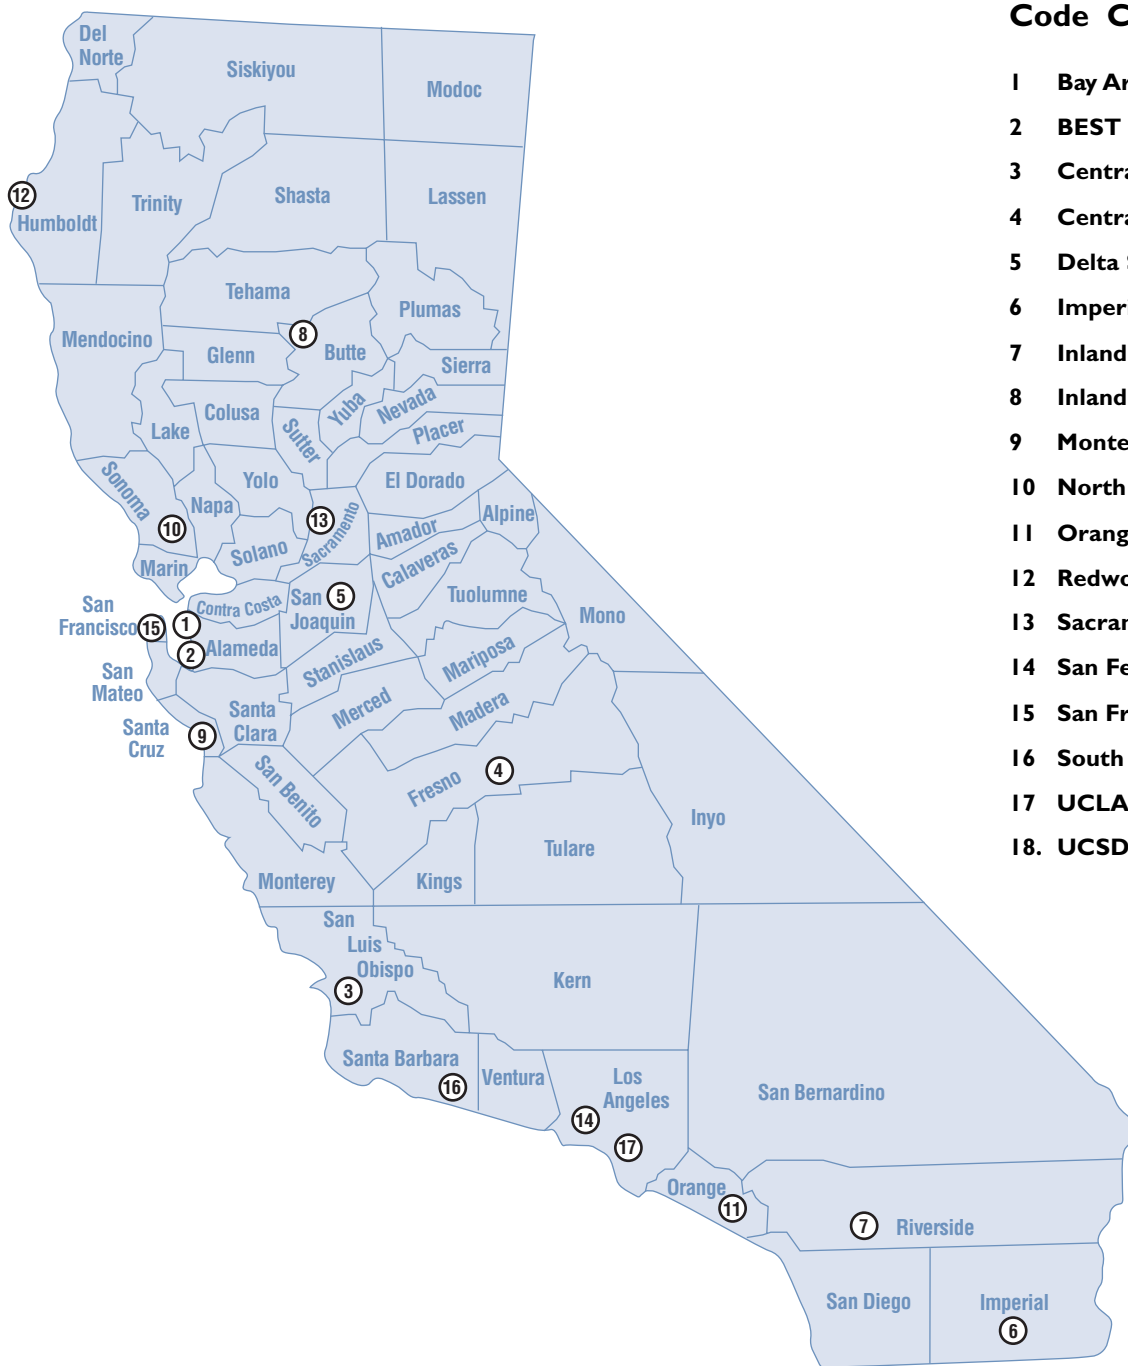 Code C
1 Bay Ar
2 BEST
3 Centra
4 Centra
5 Delta
6 Imperi
7 Inland
8 Inland
9 Monte
10 North
11 Orang
12 Redwo
13 Sacran
14 San Fe
15 San Fr
16 South
17 UCLA
18. UCSD
Del
Norte
Siskiyou
Modoc
12
Humboldt
Trinity
Shasta
Lassen
Tehama
Plumas
Mendocino
Glenn
8
Butte
Sierra
Lake
Colusa
Sutter
Yuba
Nevada
Placer
Sonoma
10
Napa
Yolo
El Dorado
13
Sacramento
Amador
Alpine
Marin
Solano
Calaveras
San
Francisco
15
1
Contra Costa
San
Joaquin
5
Tuolumne
Mono
2
Alameda
Stanislaus
Mariposa
San
Mateo
Santa
Clara
Merced
Madera
Santa
Cruz
9
San Benito
Fresno
4
Inyo
Tulare
Monterey
Kings
San
Luis
Obispo
3
Kern
Santa Barbara
16
Ventura
Los
Angeles
14
17
San Bernardino
Orange
11
7
Riverside
San Diego
Imperial
6